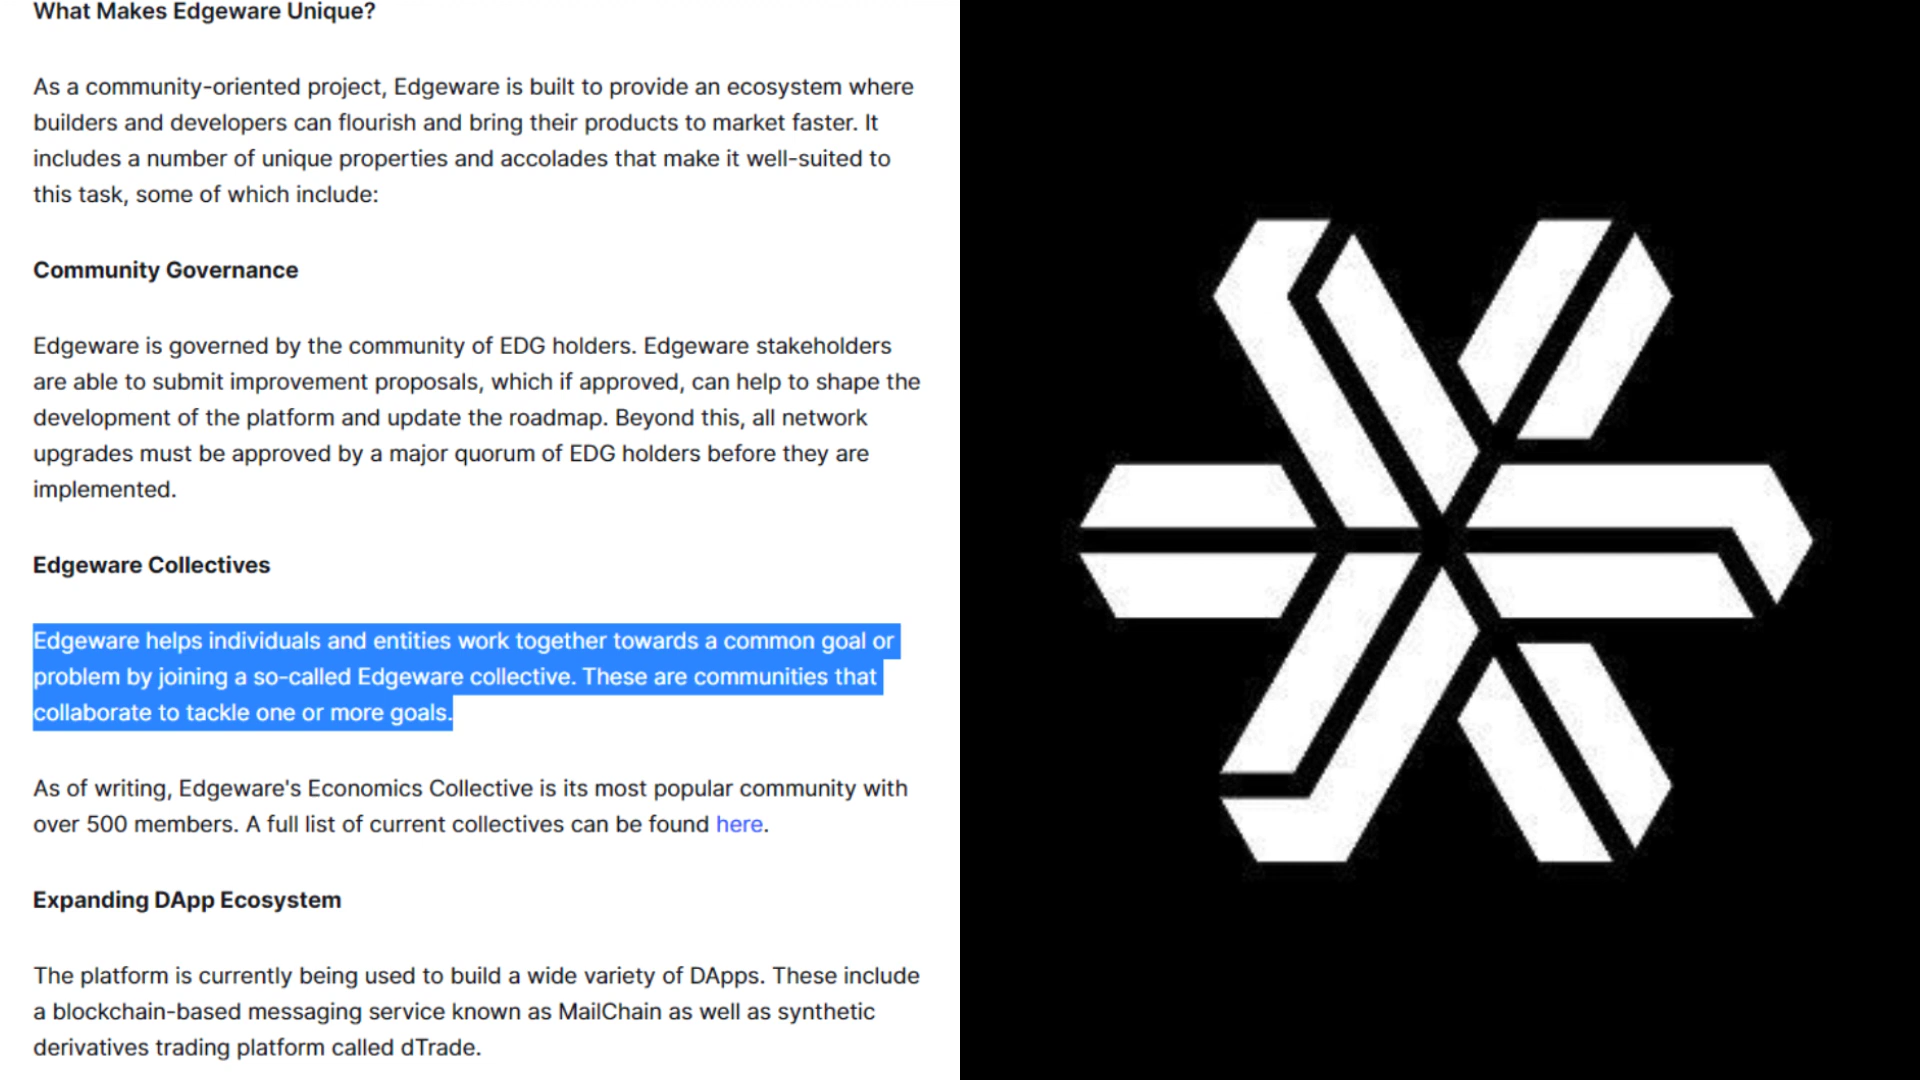 What Makes Edgeware Unique?
As a community-oriented project, Edgeware is built to provide an ecosystem where
builders and developers can flourish and bring their products to market faster. It
includes a number of unique properties and accolades that make it well-suited to
this task, some of which include:
Community Governance
Edgeware is governed by the community of EDG holders. Edgeware stakeholders
are able to submit improvement proposals, which if approved, can help to shape the
development of the platform and update the roadmap. Beyond this, all network
upgrades must be approved by a major quorum of EDG holders before they are
implemented.
Edgeware Collectives
Edgeware helps individuals and entities work together towards a common goal or
problem by joining a so-called Edgeware collective. These are communities that
collaborate to tackle one or more goals.
As of writing, Edgeware's Economics Collective is its most popular community with
over 500 members. A full list of current collectives can be found here.
Expanding DApp Ecosystem
The platform is currently being used to build a wide variety of DApps. These include
a blockchain-based messaging service known as MailChain as well as synthetic
derivatives trading platform called dTrade.